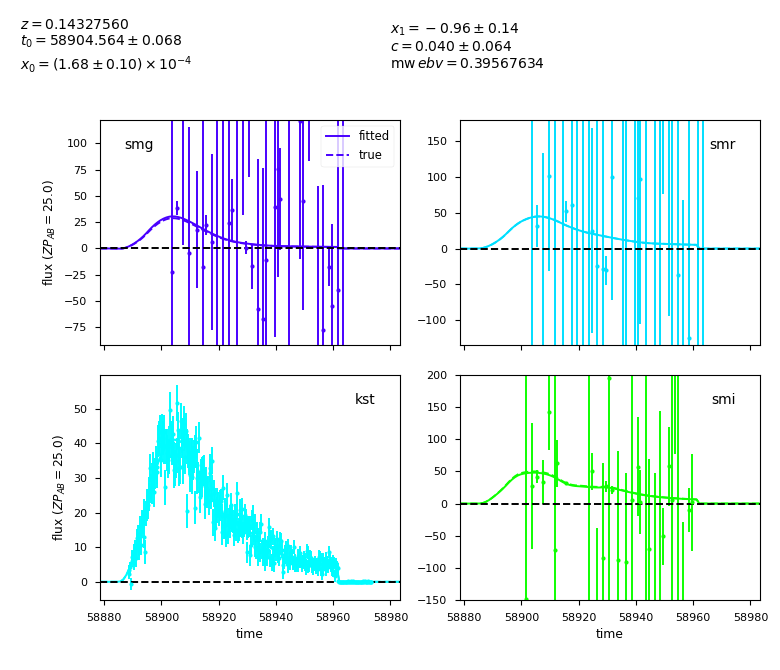 z = 0.14327560
t0 = 58904.564 ± 0.068
x0 = (1.68 ± 0.10) × 10^−4
x1 = −0.96 ± 0.14
c = 0.040 ± 0.064
mw ebv = 0.39567634
smg
fitted
true
100
75
50
25
0
−25
−50
−75
flux (ZP_AB = 25.0)
smr
150
100
50
0
−50
−100
kst
50
40
30
20
10
0
flux (ZP_AB = 25.0)
58880 58900 58920 58940 58960 58980
time
smi
200
150
100
50
0
−50
−100
−150
58880 58900 58920 58940 58960 58980
time